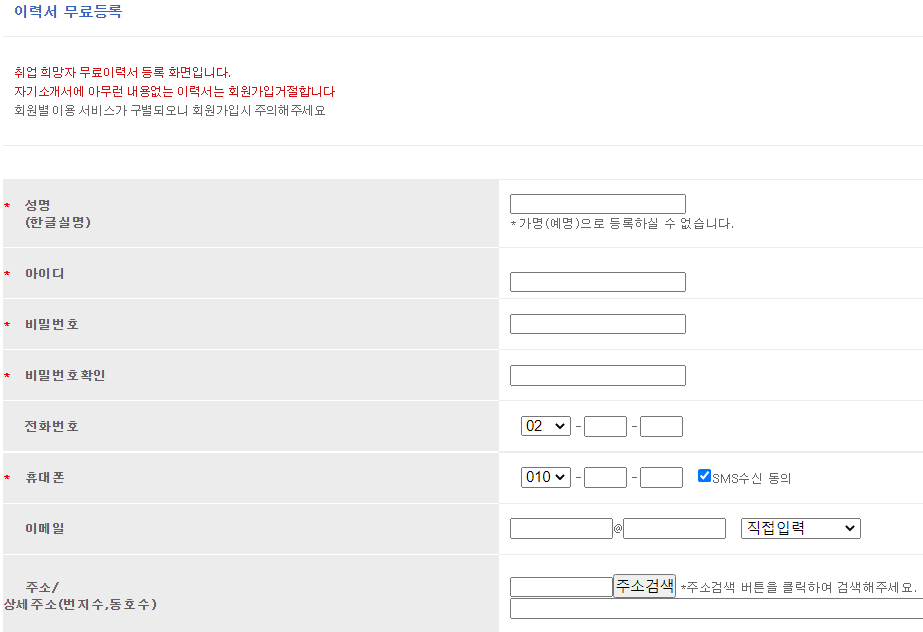 이력서 무료등록
취업 희망자 무료이력서 등록 화면입니다.
자기소개서에 아무런 내용없는 이력서는 회원가입거절합니다
회원별 이용 서비스가 구별되오니 회원가입시 주의해주세요
* 성명
(한글실명)
*가명(예명)으로 등록하실 수 없습니다.
* 아이디
* 비밀번호
* 비밀번호확인
전화번호 02 - -
* 휴대폰 010 - - SMS수신 동의
이메일 @ 직접입력
주소/
상세주소(번지수,동호수)
주소검색 *주소검색 버튼을 클릭하여 검색해주세요.